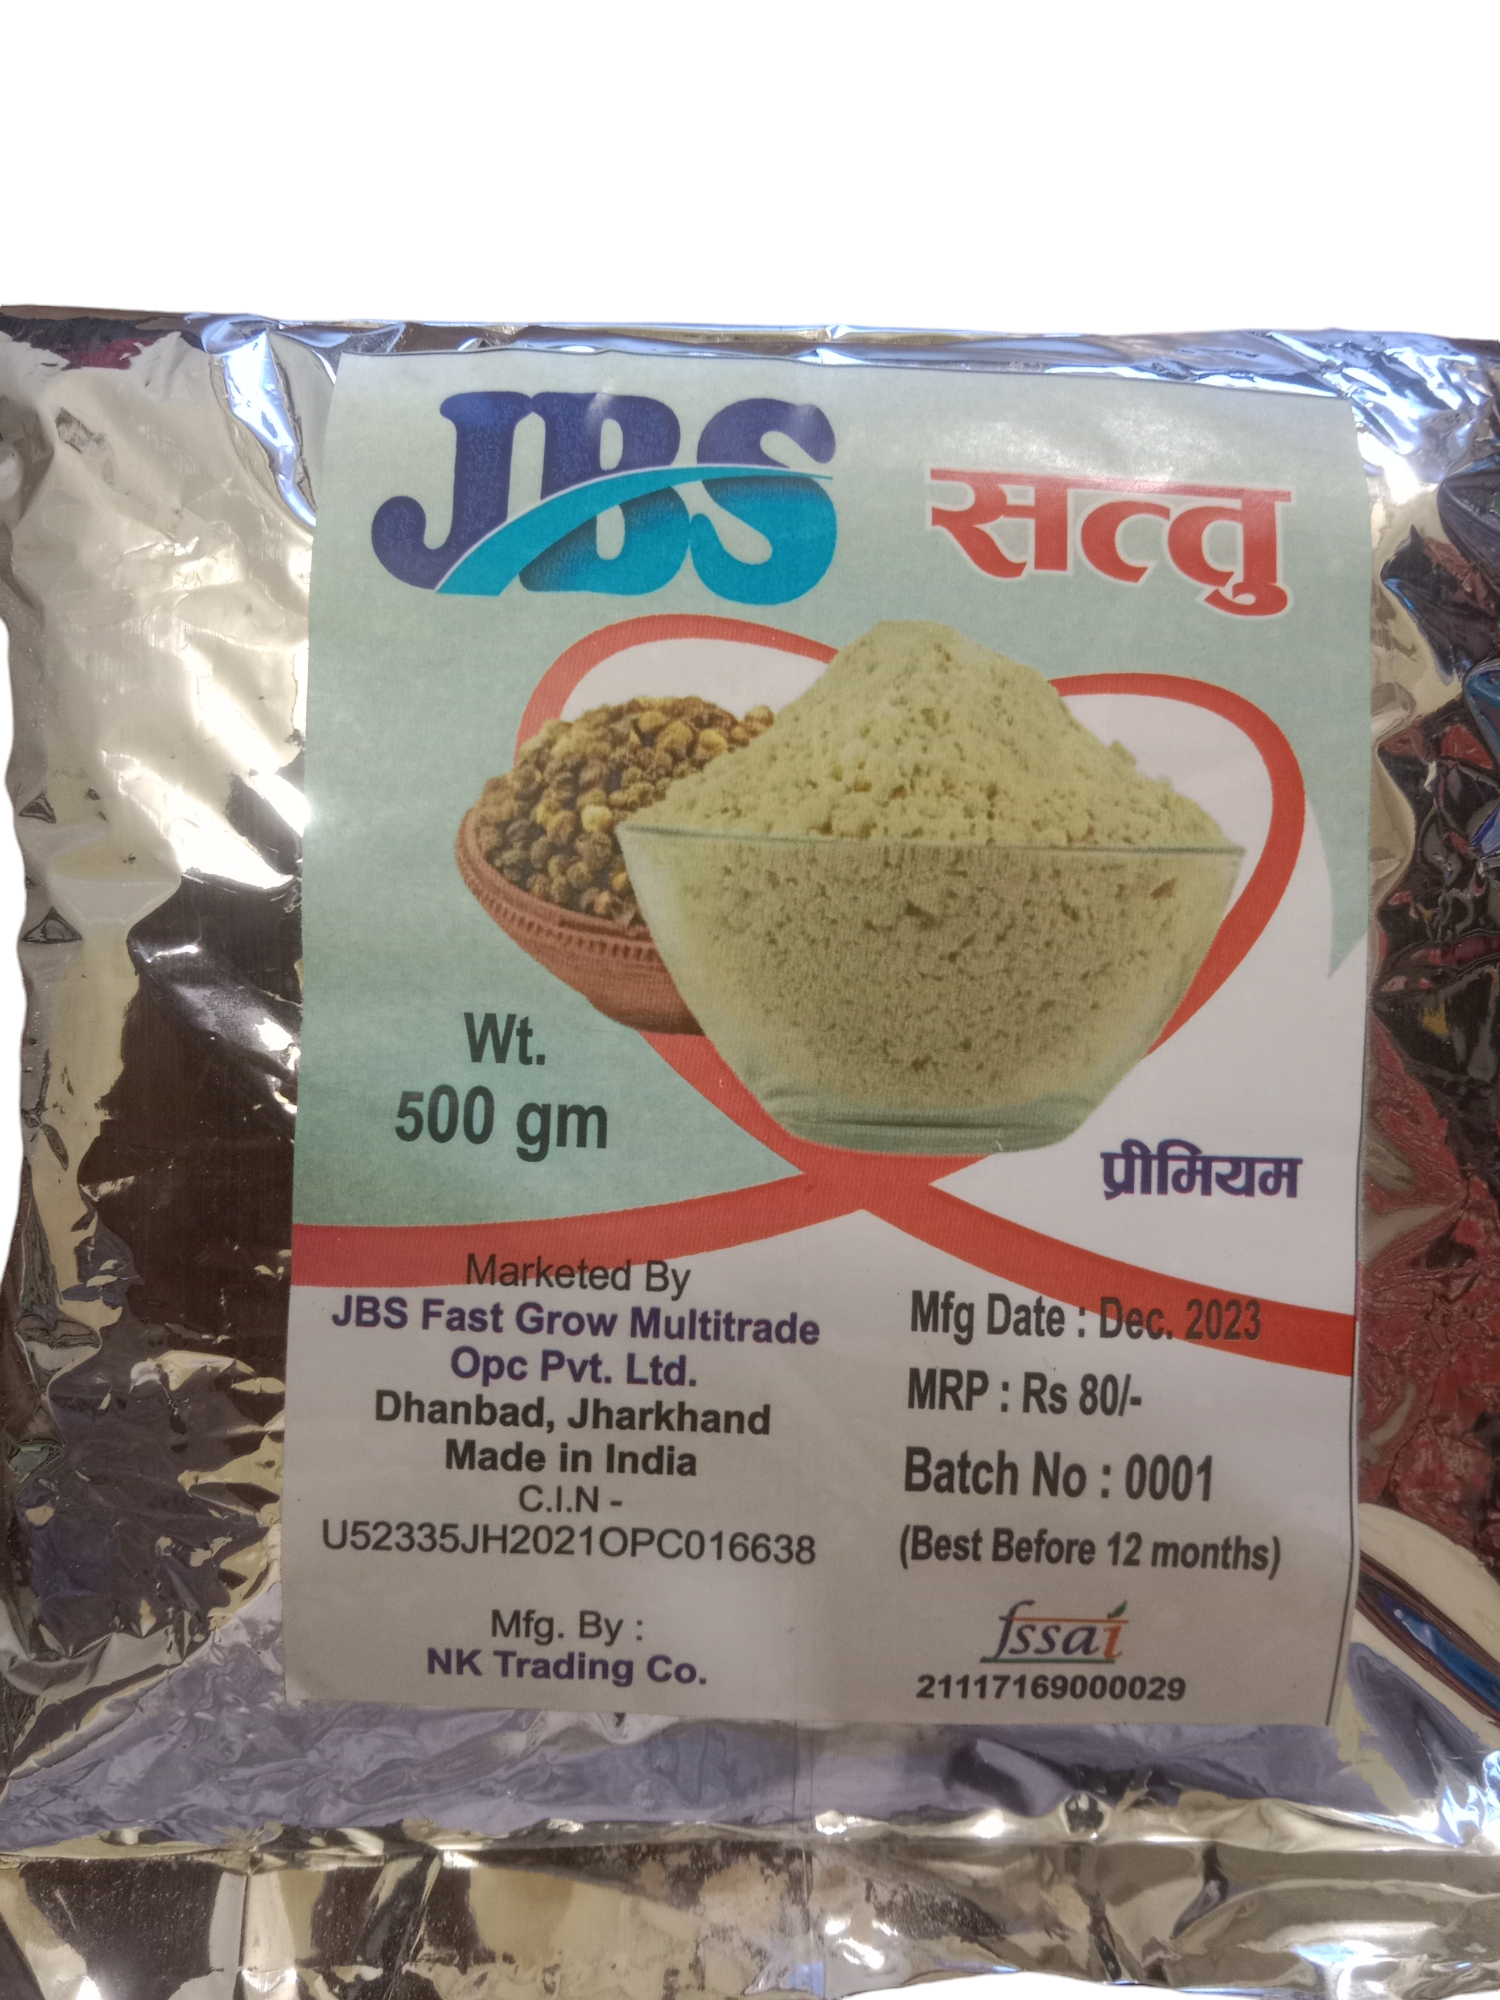 JBS
सत्तु
Wt.
500 gm
प्रीमियम
Marketed By
JBS Fast Grow Multitrade
Opc Pvt. Ltd.
Dhanbad, Jharkhand
Made in India
C.I.N -
U52335JH2021OPC016638
Mfg. By :
NK Trading Co.
Mfg Date : Dec. 2023
MRP : Rs 80/-
Batch No : 0001
(Best Before 12 months)
fssai
21117169000029